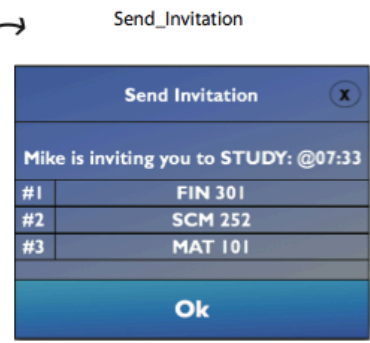 Send_Invitation
Send Invitation X
Mike is inviting you to STUDY: @07:33
#1 FIN 301
#2 SCM 252
#3 MAT 101
Ok